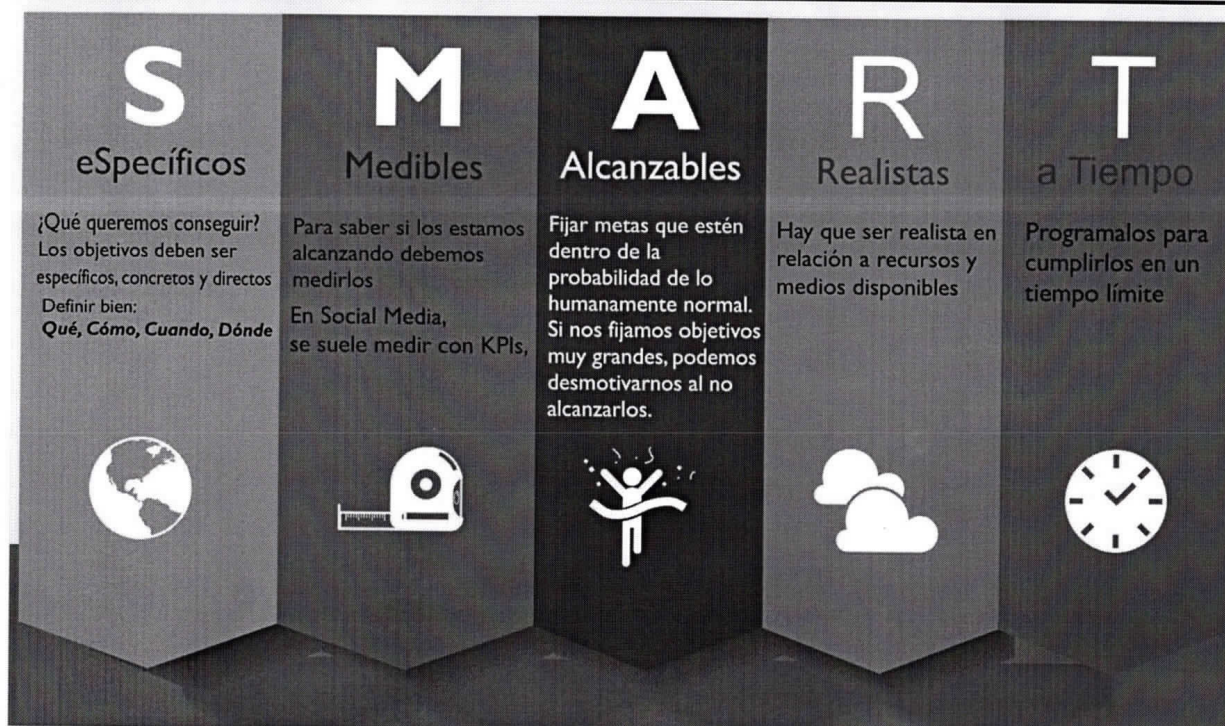 S
eSpecíficos
¿Qué queremos conseguir?
Los objetivos deben ser
específicos, concretos y directos
Definir bien:
Qué, Cómo, Cuando, Dónde
M
Medibles
Para saber si los estamos
alcanzando debemos
medirlos
En Social Media,
se suele medir con KPIs,
A
Alcanzables
Fijar metas que estén
dentro de la
probabilidad de lo
humanamente normal.
Si nos fijamos objetivos
muy grandes, podemos
desmotivarnos al no
alcanzarlos.
R
Realistas
Hay que ser realista en
relación a recursos y
medios disponibles
T
a Tiempo
Programalos para
cumplirlos en un
tiempo límite